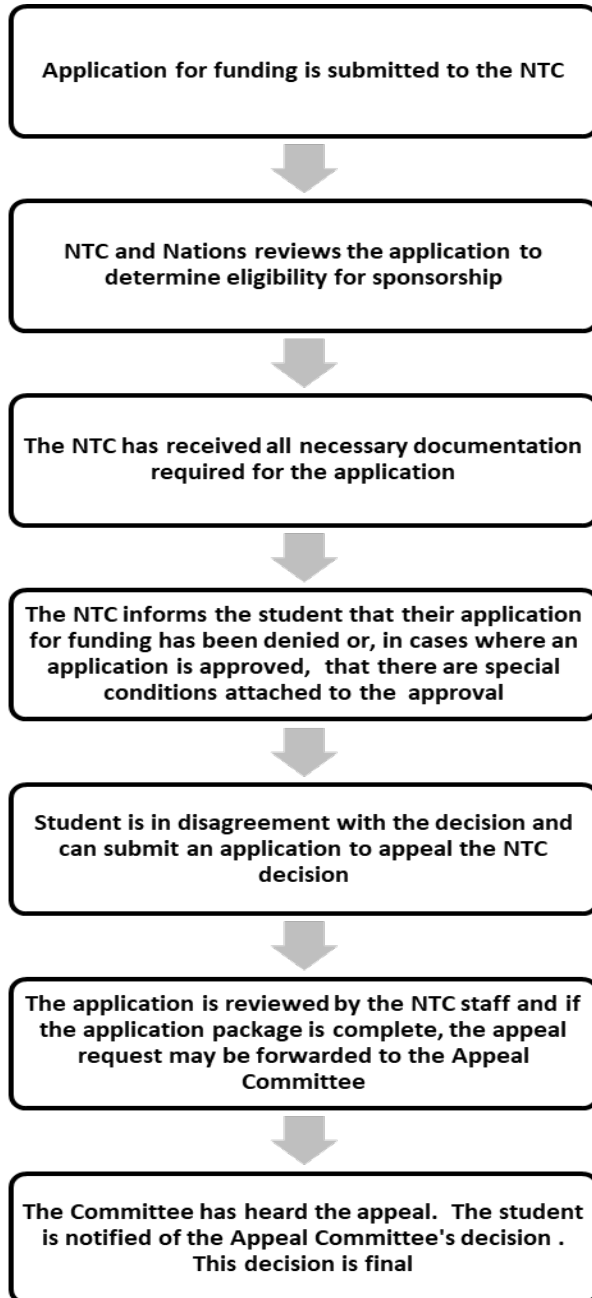 Application for funding is submitted to the NTC
NTC and Nations reviews the application to
determine eligibility for sponsorship
The NTC has received all necessary documentation
required for the application
The NTC informs the student that their application
for funding has been denied or, in cases where an
application is approved, that there are special
conditions attached to the approval
Student is in disagreement with the decision and
can submit an application to appeal the NTC
decision
The application is reviewed by the NTC staff and if
the application package is complete, the appeal
request may be forwarded to the Appeal
Committee
The Committee has heard the appeal. The student
is notified of the Appeal Committee's decision .
This decision is final